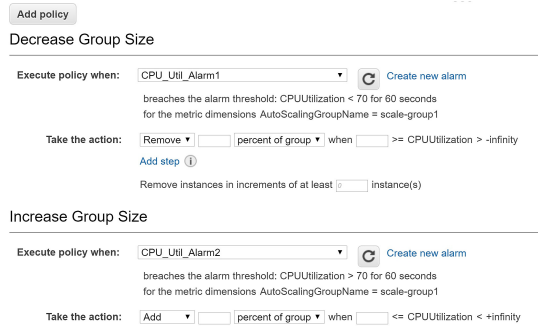 Add policy
Decrease Group Size
Execute policy when: CPU_Util_Alarm1 Create new alarm
breaches the alarm threshold: CPUUtilization < 70 for 60 seconds
for the metric dimensions AutoScalingGroupName = scale-group1
Take the action: Remove percent of group when >= CPUUtilization > -infinity
Add step i
Remove instances in increments of at least instance(s)
Increase Group Size
Execute policy when: CPU_Util_Alarm2 Create new alarm
breaches the alarm threshold: CPUUtilization > 70 for 60 seconds
for the metric dimensions AutoScalingGroupName = scale-group1
Take the action: Add percent of group when <= CPUUtilization < +infinity